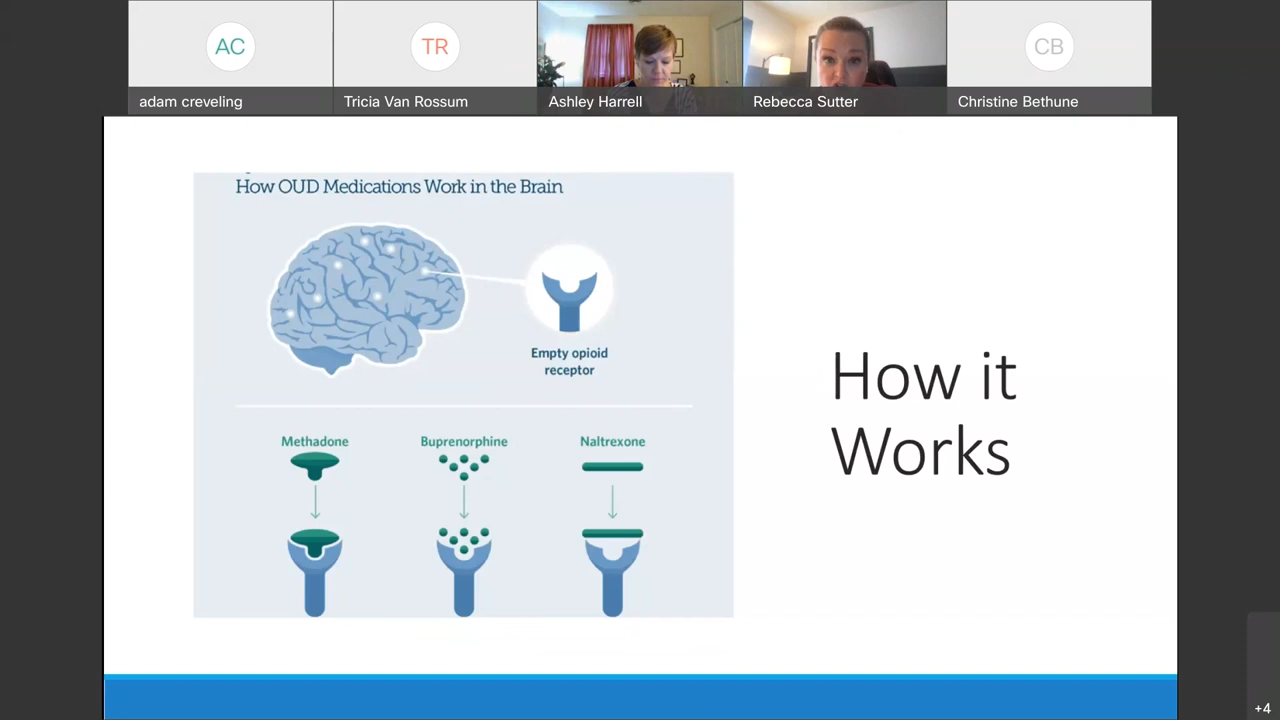 AC
TR
CB
adam creveling
Tricia Van Rossum
Ashley Harrell
Rebecca Sutter
Christine Bethune
How OUD Medications Work in the Brain
Empty opioid
receptor
Methadone
Buprenorphine
Naltrexone
How it
Works
+4